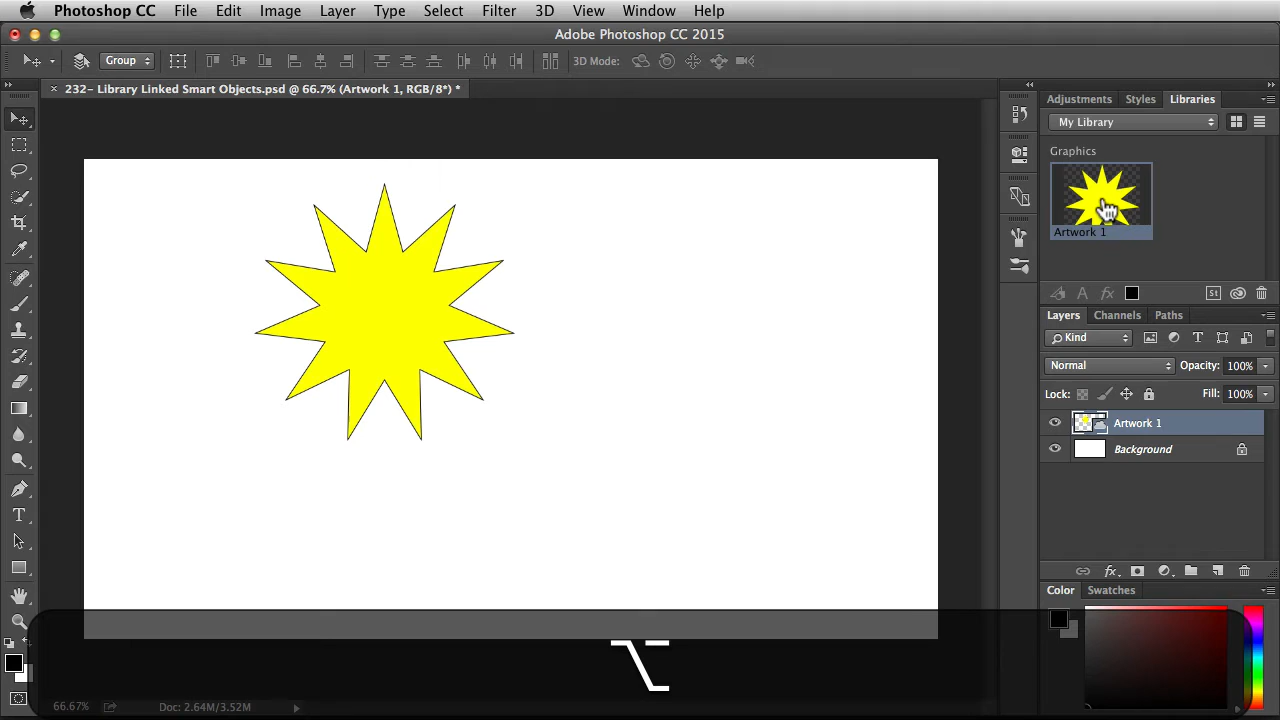 Photoshop CC File Edit Image Layer Type Select Filter 3D View Window Help
Adobe Photoshop CC 2015
Group 3D Mode:
232- Library Linked Smart Objects.psd @ 66.7% (Artwork 1, RGB/8*) *
Adjustments Styles Libraries
My Library
Graphics
Artwork 1
A fx St
Layers Channels Paths
Kind
Normal Opacity: 100%
Lock: Fill: 100%
Artwork 1
Background
fx
Color Swatches
66.67% Doc: 2.64M/3.52M